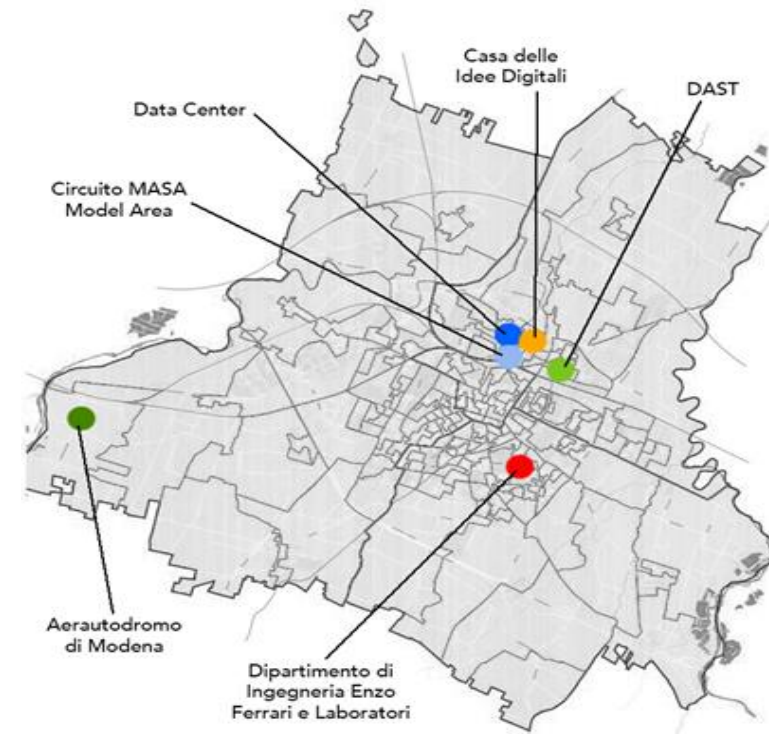 Casa delle
Idee Digitali
DAST
Data Center
Circuito MASA
Model Area
Aerautodromo
di Modena
Dipartimento di
Ingegneria Enzo
Ferrari e Laboratori